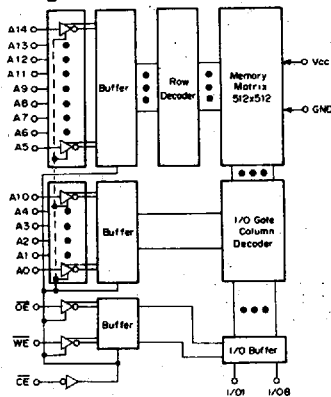 A14
A13
A12
A11
A9
A8
A7
A6
A5
Buffer
Row
Decoder
Memory
Matrix
512x512
Vcc
GND
A10
A4
A3
A2
A1
A0
Buffer
I/O Gate
Column
Decoder
OE
WE
CE
Buffer
I/O Buffer
I/O1
I/O8